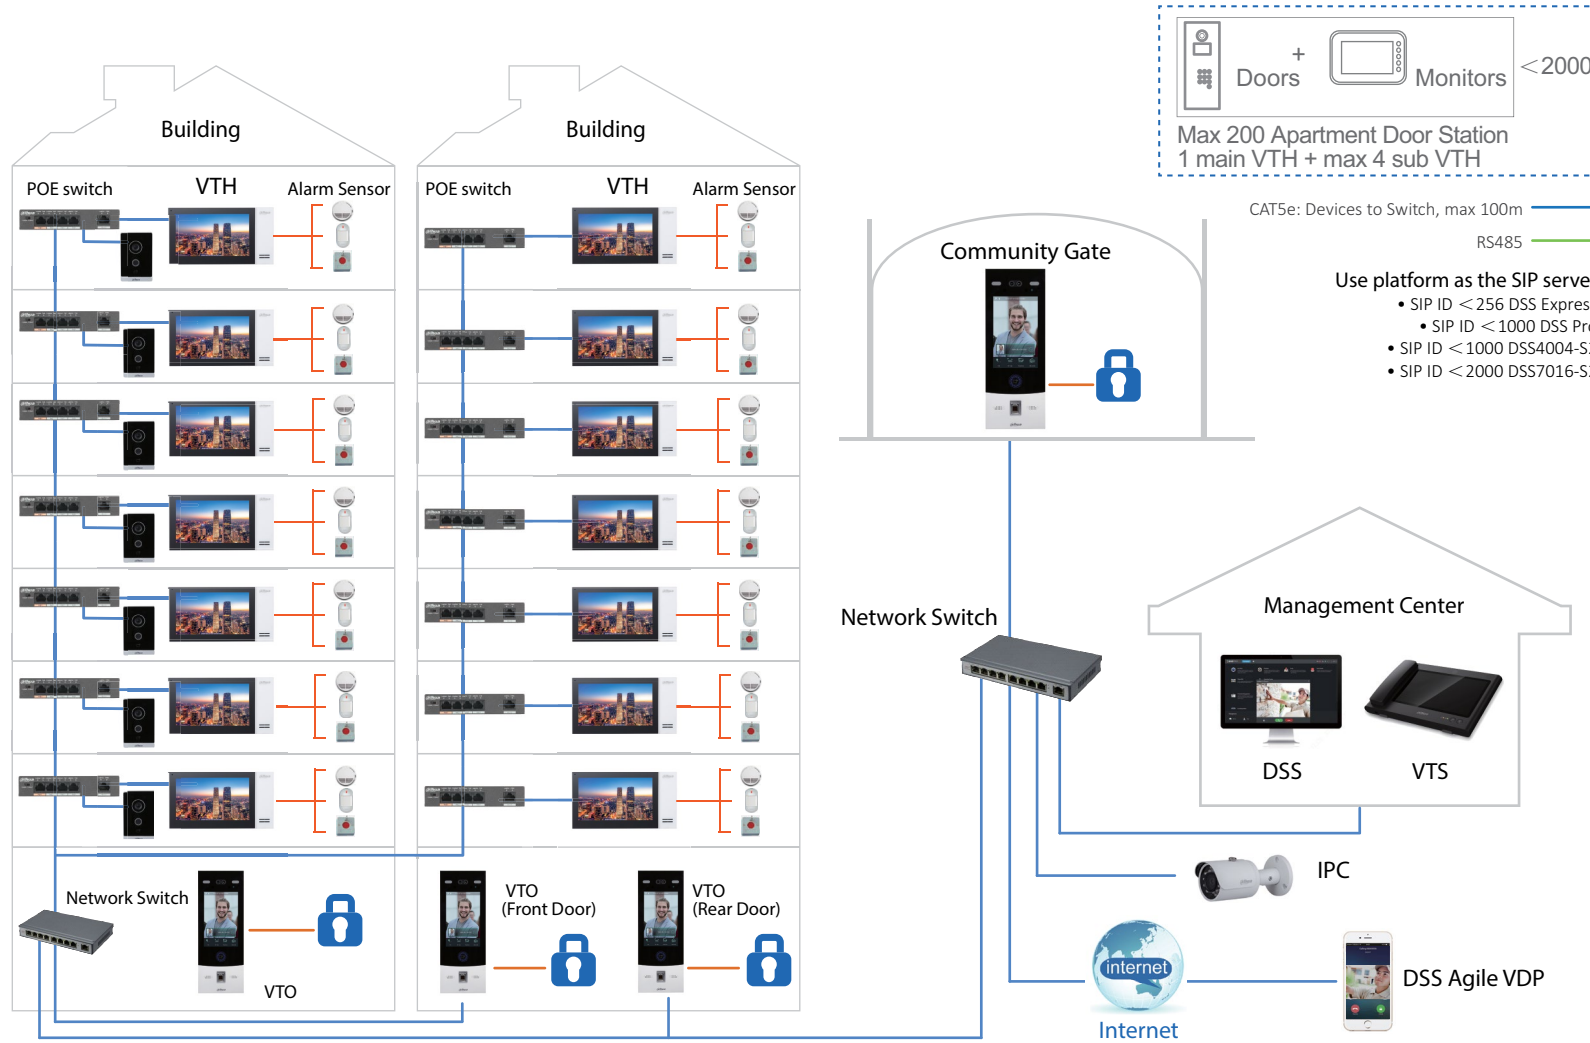 Doors
+
Monitors
<2000
Max 200 Apartment Door Station
1 main VTH + max 4 sub VTH
Building
Building
POE switch
VTH
Alarm Sensor
POE switch
VTH
Alarm Sensor
CAT5e: Devices to Switch, max 100m
RS485
Use platform as the SIP serve
• SIP ID <256 DSS Expres
• SIP ID <1000 DSS Pr
• SIP ID <1000 DSS4004-S
• SIP ID <2000 DSS7016-S
Community Gate
Network Switch
Management Center
DSS
VTS
IPC
Network Switch
VTO
VTO
(Front Door)
VTO
(Rear Door)
internet
Internet
DSS Agile VDP